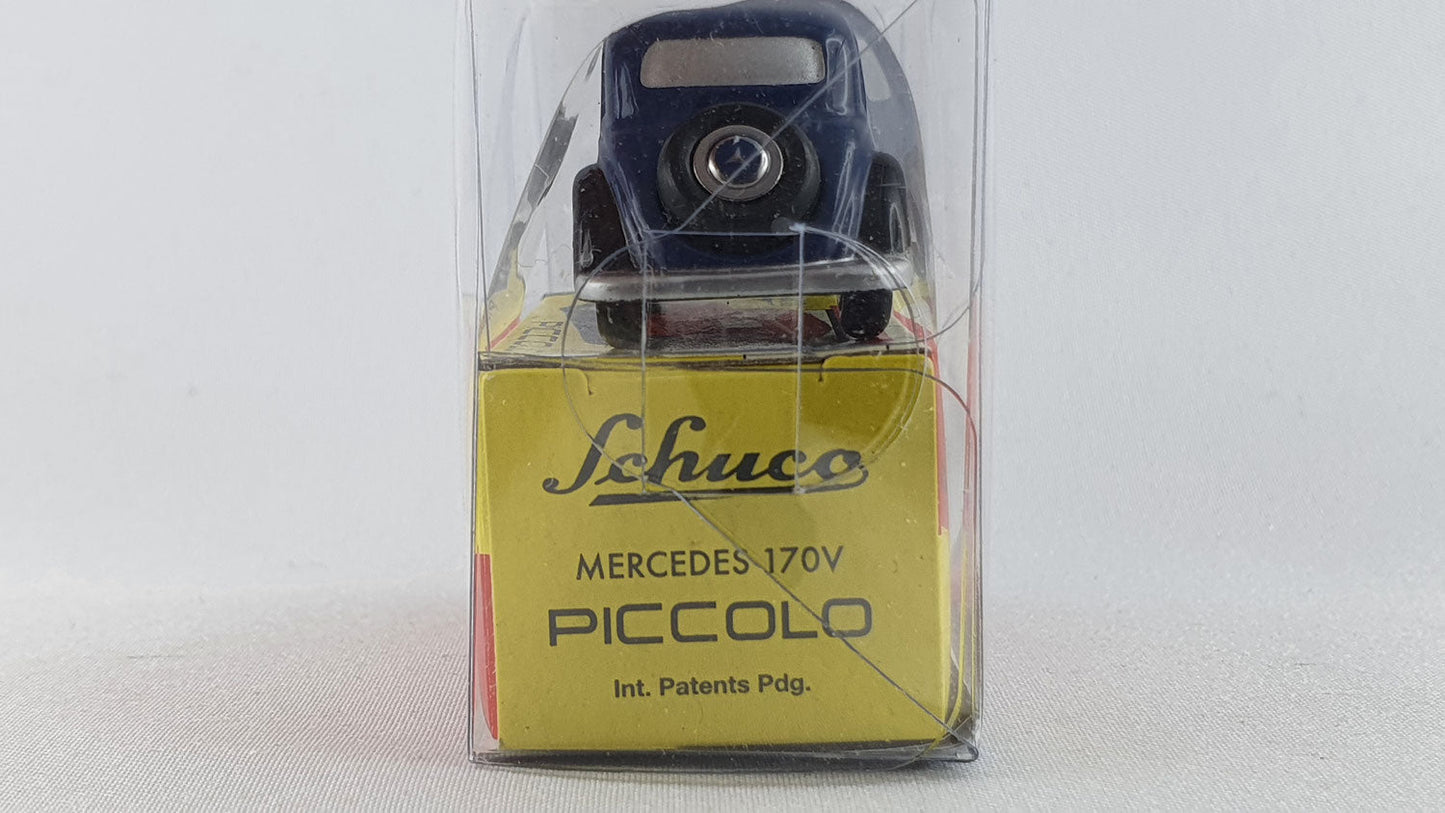 Schuco
MERCEDES 170V
PICCOLO
Int. Patents Pdg.